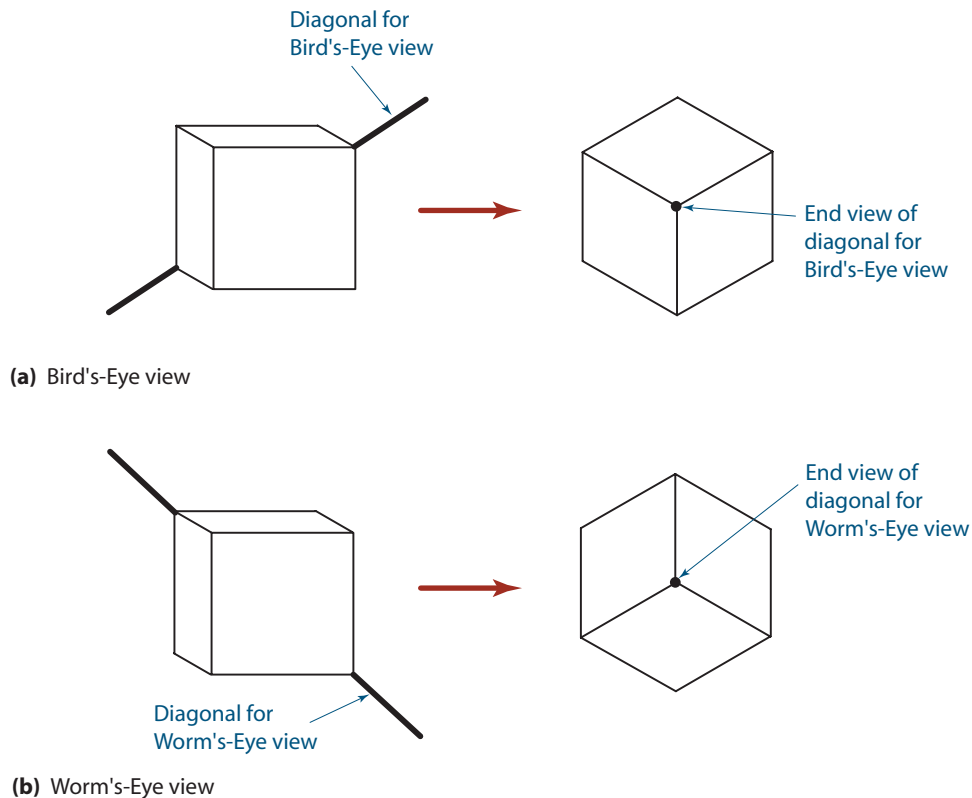 Diagonal for
Bird's-Eye view
End view of
diagonal for
Bird's-Eye view
(a) Bird's-Eye view
End view of
diagonal for
Worm's-Eye view
Diagonal for
Worm's-Eye view
(b) Worm's-Eye view